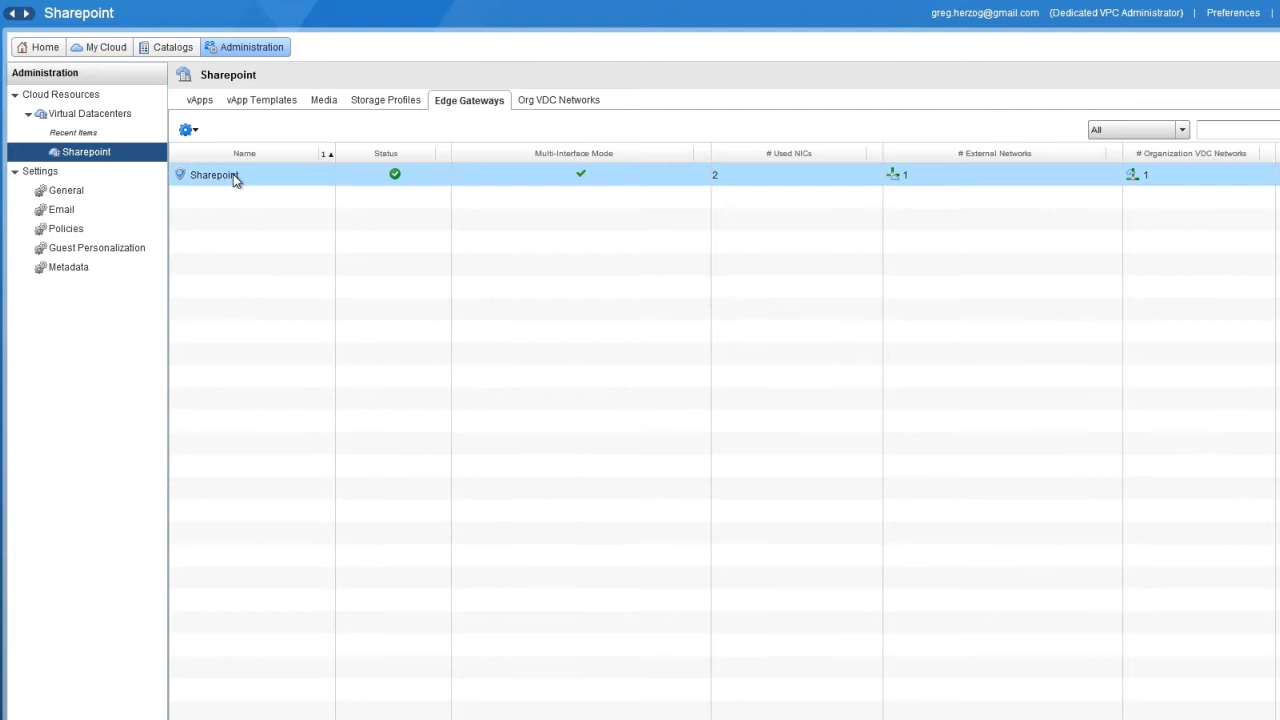 Sharepoint
greg.herzog@gmail.com (Dedicated VPC Administrator) | Preferences |
Home My Cloud Catalogs Administration
Administration
Cloud Resources
Virtual Datacenters
Recent Items
Sharepoint
Settings
General
Email
Policies
Guest Personalization
Metadata
Sharepoint
vApps vApp Templates Media Storage Profiles Edge Gateways Org VDC Networks
All
Name 1 ▲ Status Multi-Interface Mode # Used NICs # External Networks # Organization VDC Networks
Sharepoint 2 1 1